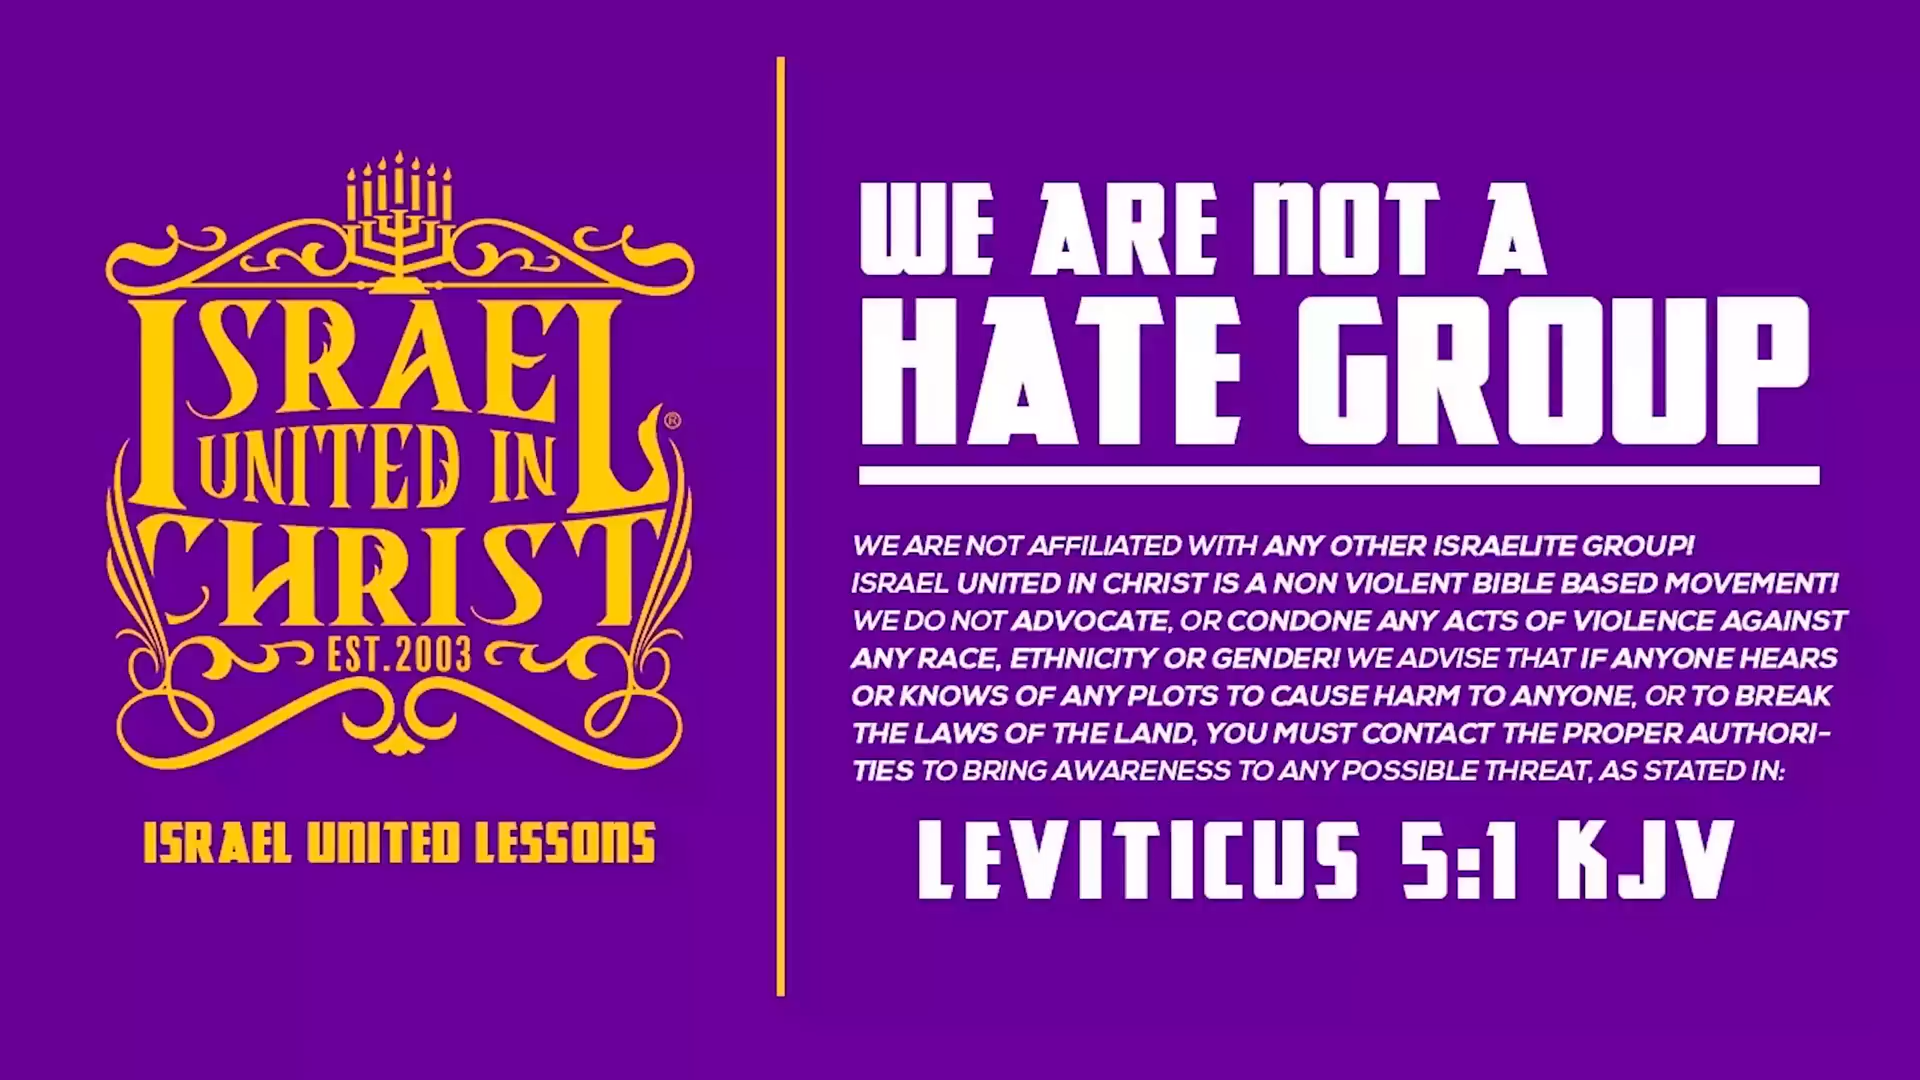 ISRAEL
UNITED IN
CHRIST
®
EST.2003
ISRAEL UNITED LESSONS
WE ARE NOT A
HATE GROUP
WE ARE NOT AFFILIATED WITH ANY OTHER ISRAELITE GROUP!
ISRAEL UNITED IN CHRIST IS A NON VIOLENT BIBLE BASED MOVEMENT!
WE DO NOT ADVOCATE, OR CONDONE ANY ACTS OF VIOLENCE AGAINST
ANY RACE, ETHNICITY OR GENDER! WE ADVISE THAT IF ANYONE HEARS
OR KNOWS OF ANY PLOTS TO CAUSE HARM TO ANYONE, OR TO BREAK
THE LAWS OF THE LAND, YOU MUST CONTACT THE PROPER AUTHORI-
TIES TO BRING AWARENESS TO ANY POSSIBLE THREAT, AS STATED IN:
LEVITICUS 5:1 KJV